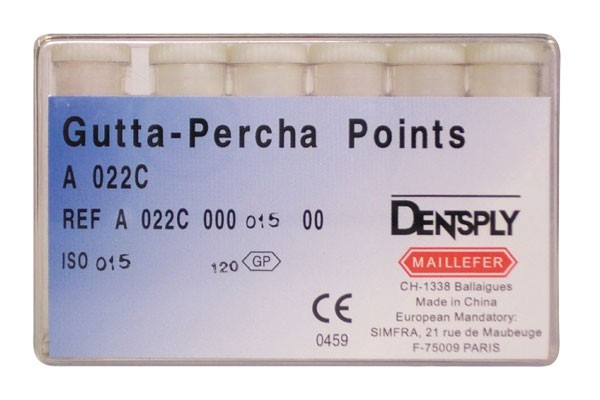 Gutta-Percha Points
A 022C
REF A 022C 000 015 00
ISO 015
120 GP
DENTSPLY
MAILLEFER
CH-1338 Ballaigues
Made in China
European Mandatory:
SIMFRA, 21 rue de Maubeuge
F-75009 PARIS
CE
0459